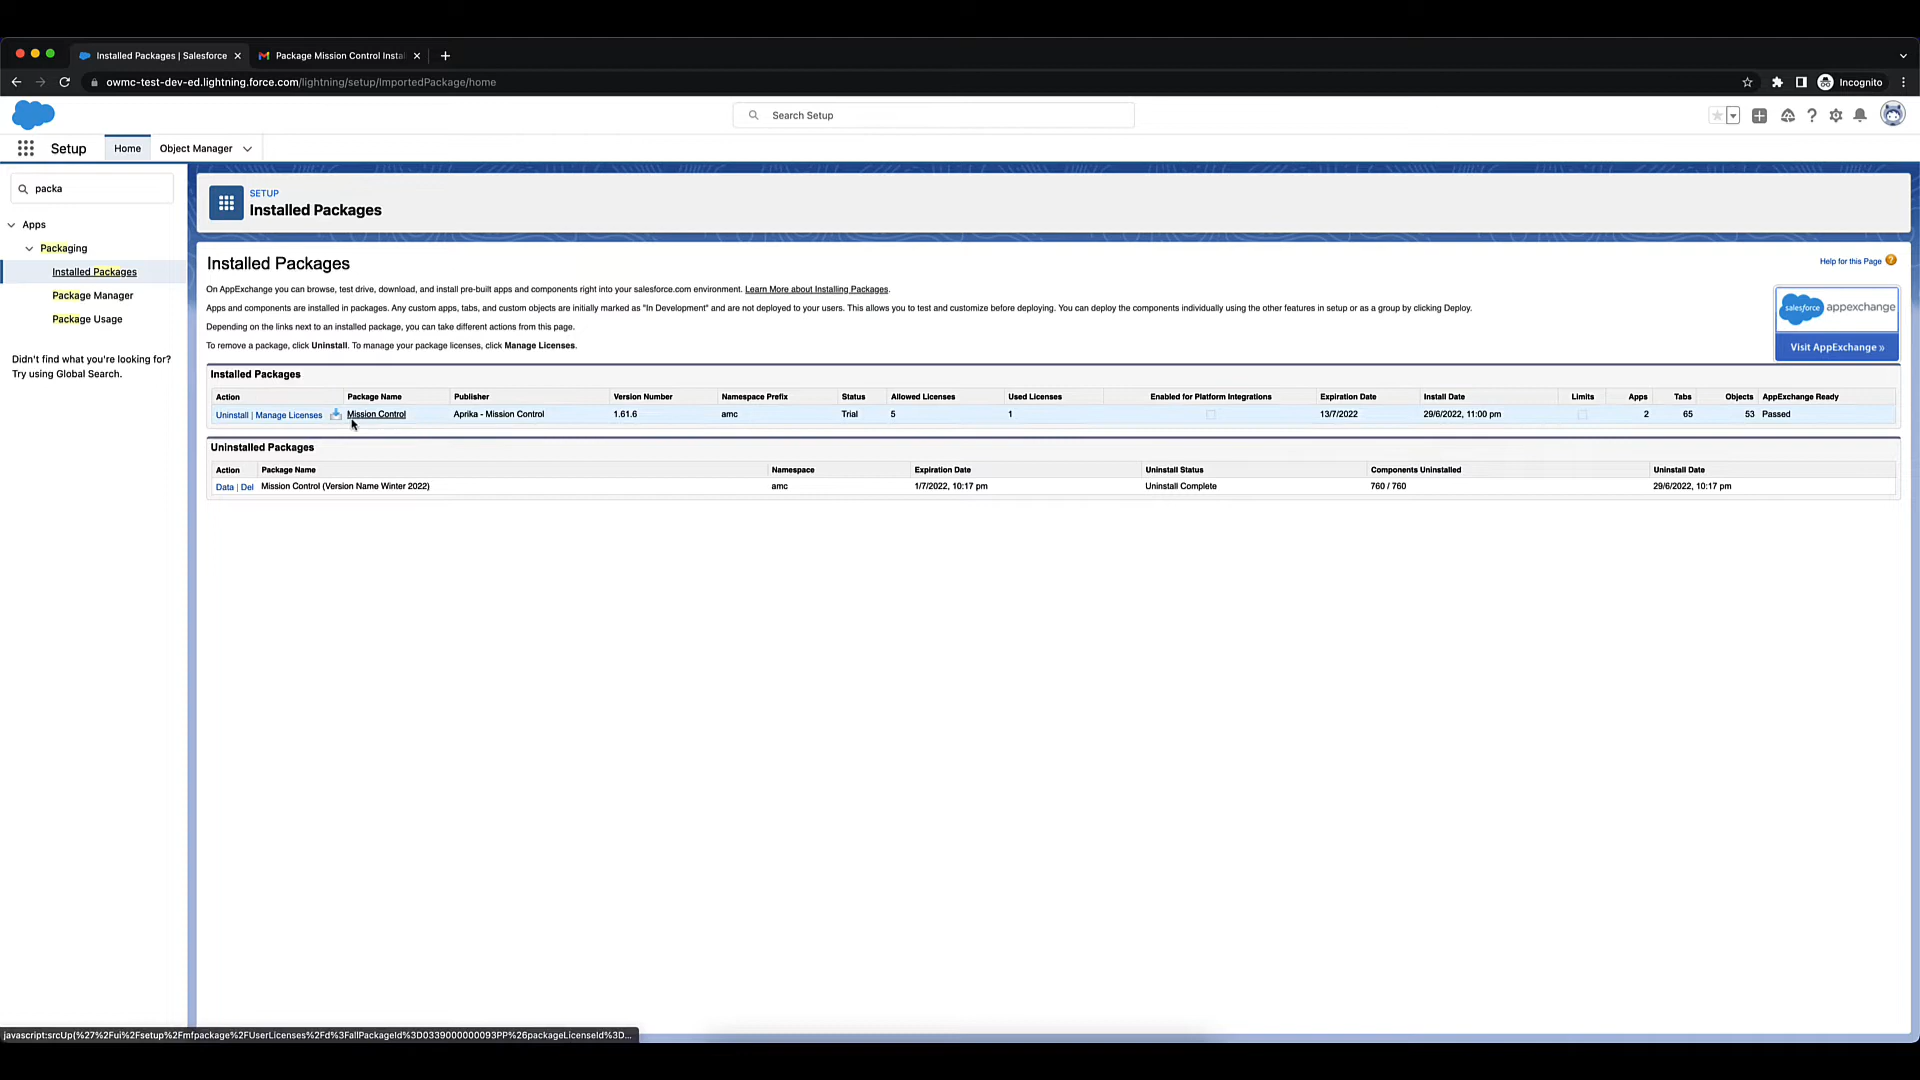 Installed Packages | Salesforce
Package Mission Control Insta
owmc-test-dev-ed.lightning.force.com/lightning/setup/ImportedPackage/home
Incognito
Search Setup
Setup
Home
Object Manager
packa
Apps
Packaging
Installed Packages
Package Manager
Package Usage
Didn't find what you're looking for?
Try using Global Search.
SETUP
Installed Packages
Installed Packages
Help for this Page
On AppExchange you can browse, test drive, download, and install pre-built apps and components right into your salesforce.com environment. Learn More about Installing Packages.
Apps and components are installed in packages. Any custom apps, tabs, and custom objects are initially marked as "In Development" and are not deployed to your users. This allows you to test and customize before deploying. You can deploy the components individually using the other features in setup or as a group by clicking Deploy.
Depending on the links next to an installed package, you can take different actions from this page.
To remove a package, click Uninstall. To manage your package licenses, click Manage Licenses.
salesforce appexchange
Visit AppExchange »
Installed Packages
Action Package Name Publisher Version Number Namespace Prefix Status Allowed Licenses Used Licenses Enabled for Platform Integrations Expiration Date Install Date Limits Apps Tabs Objects AppExchange Ready
Uninstall | Manage Licenses Mission Control Aprika - Mission Control 1.61.6 amc Trial 5 1 13/7/2022 29/6/2022, 11:00 pm 2 65 53 Passed
Uninstalled Packages
Action Package Name Namespace Expiration Date Uninstall Status Components Uninstalled Uninstall Date
Data | Del Mission Control (Version Name Winter 2022) amc 1/7/2022, 10:17 pm Uninstall Complete 760 / 760 29/6/2022, 10:17 pm
javascript:srcUp(%27%2Fui%2Fsetup%2Fmfpackage%2FUserLicenses%2Fd%3FallPackageId%3D0339000000093PP%26packageLicenseId%3D...